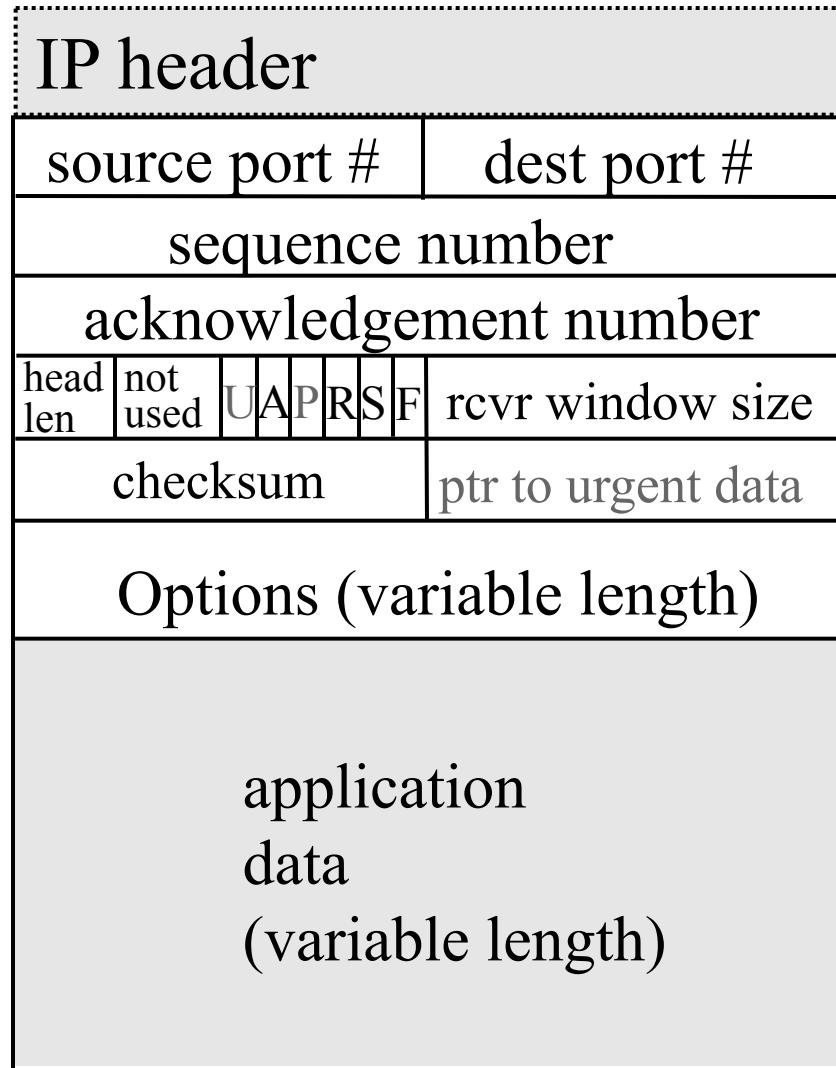 IP header
source port # dest port #
sequence number
acknowledgement number
head len not used U A P R S F rcvr window size
checksum ptr to urgent data
Options (variable length)
application
data
(variable length)